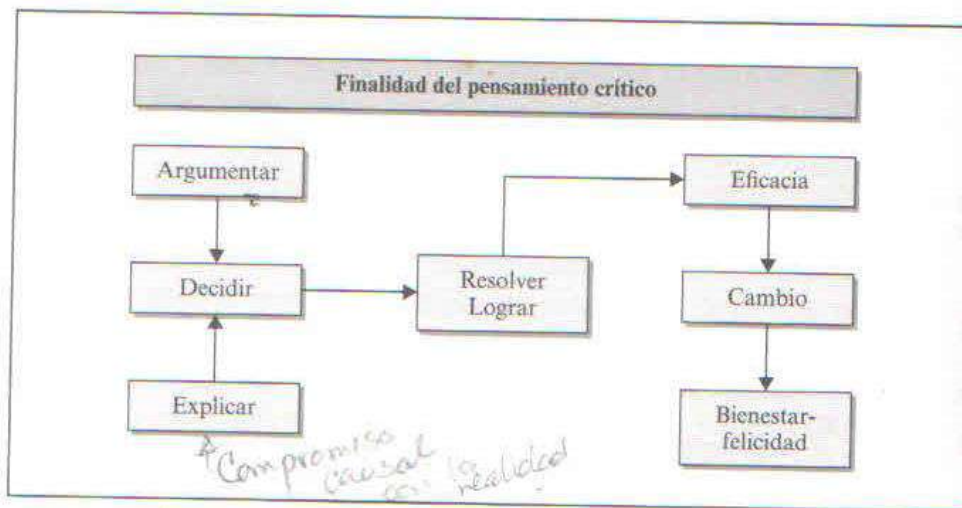 Finalidad del pensamiento crítico
Argumentar
Decidir
Explicar
Resolver
Lograr
Eficacia
Cambio
Bienestar-
felicidad
Compromiso
causal
con la realidad